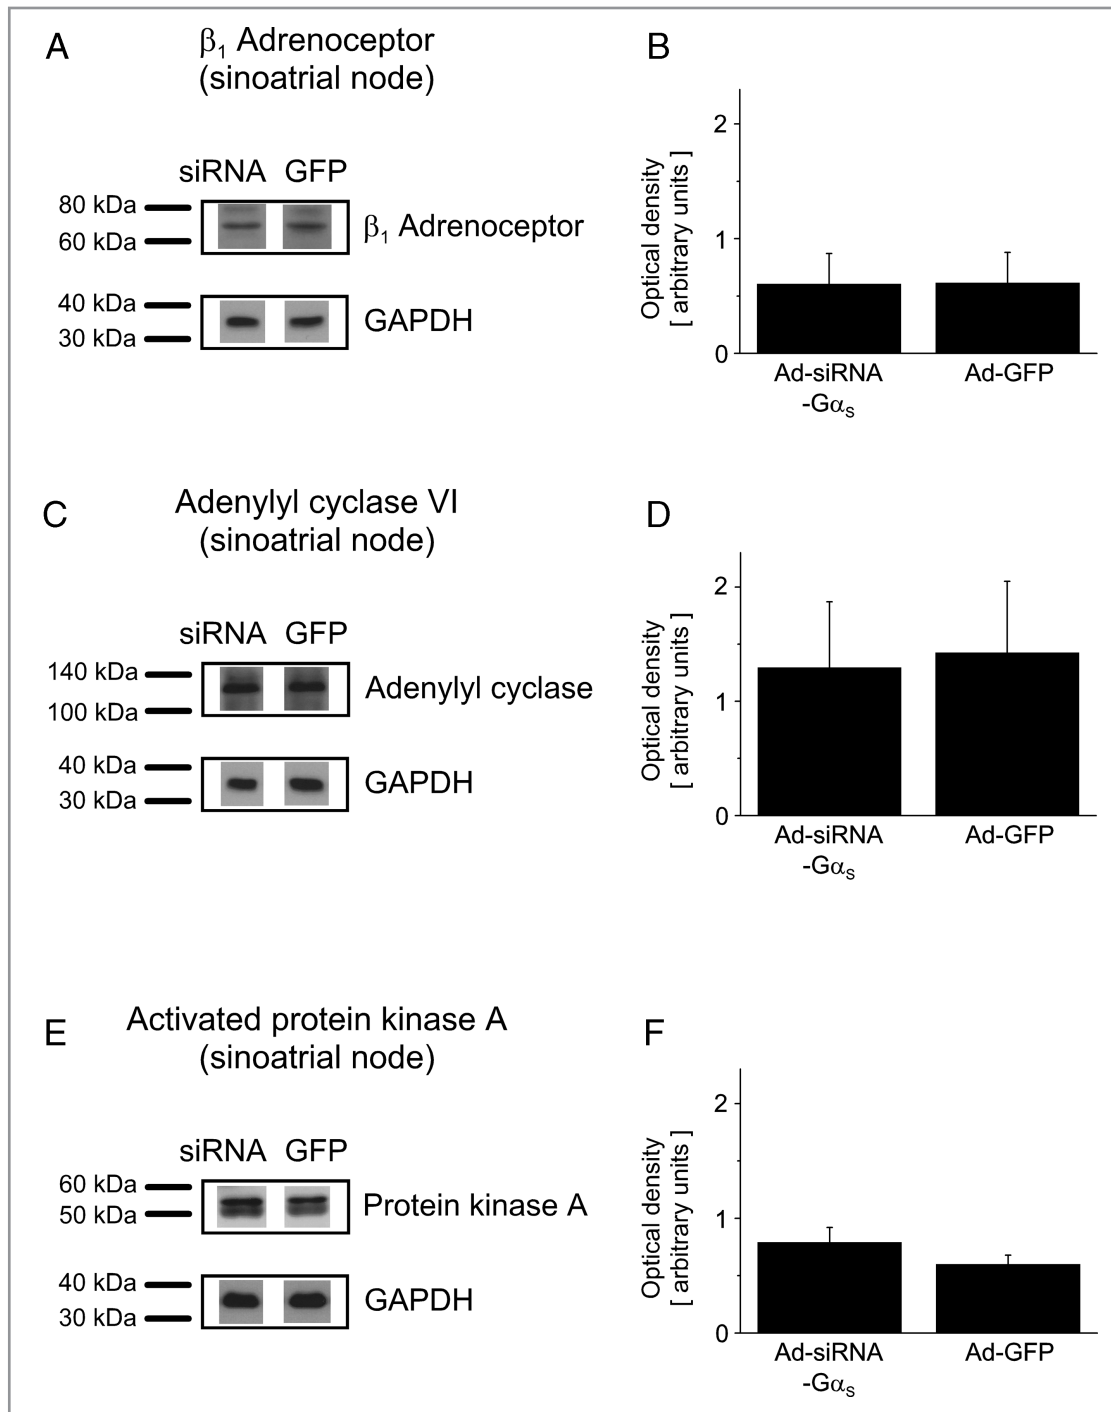 A
β1 Adrenoceptor
(sinoatrial node)
siRNA GFP
80 kDa
60 kDa
β1 Adrenoceptor
40 kDa
30 kDa
GAPDH
B
Optical density
[ arbitrary units ]
2
1
0
Ad-siRNA
-GαS
Ad-GFP
C
Adenylyl cyclase VI
(sinoatrial node)
siRNA GFP
140 kDa
100 kDa
Adenylyl cyclase
40 kDa
30 kDa
GAPDH
D
Optical density
[ arbitrary units ]
2
1
0
Ad-siRNA
-GαS
Ad-GFP
E
Activated protein kinase A
(sinoatrial node)
siRNA GFP
60 kDa
50 kDa
Protein kinase A
40 kDa
30 kDa
GAPDH
F
Optical density
[ arbitrary units ]
2
1
0
Ad-siRNA
-GαS
Ad-GFP